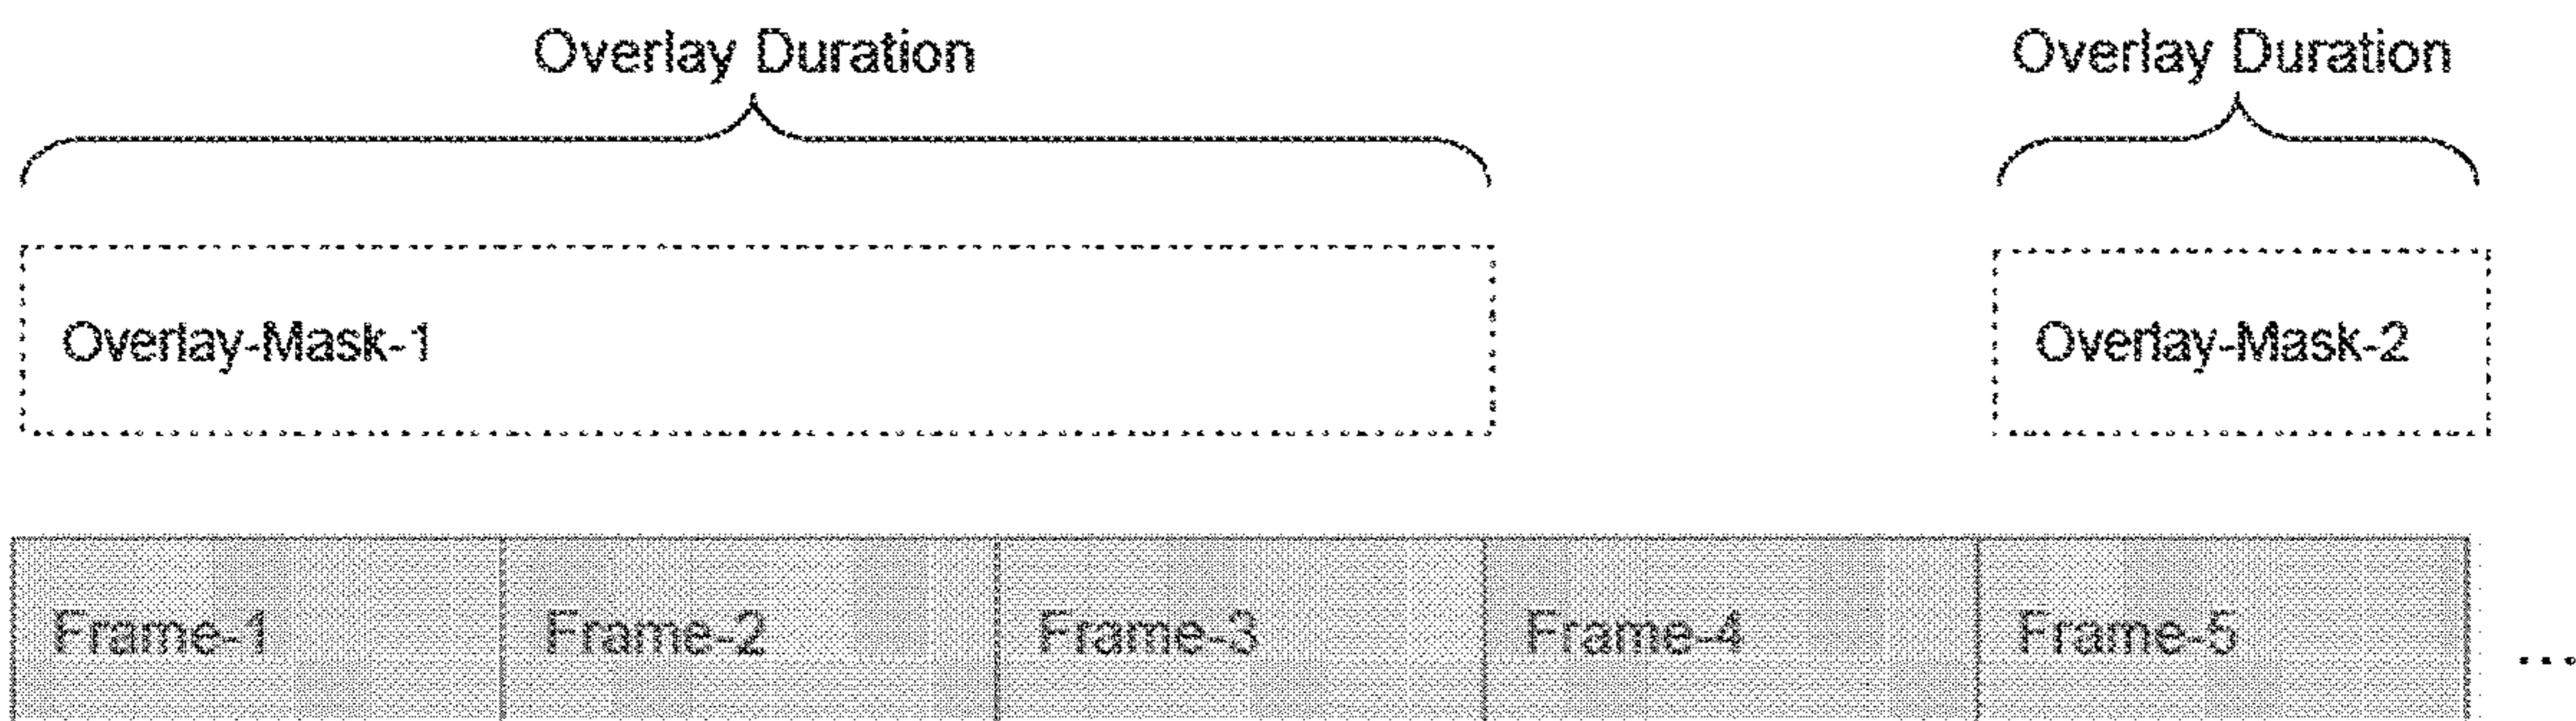 Overlay Duration Overlay Duration
Overlay-Mask-1 Overlay-Mask-2
Frame-1 Frame-2 Frame-3 Frame-4 Frame-5 ...